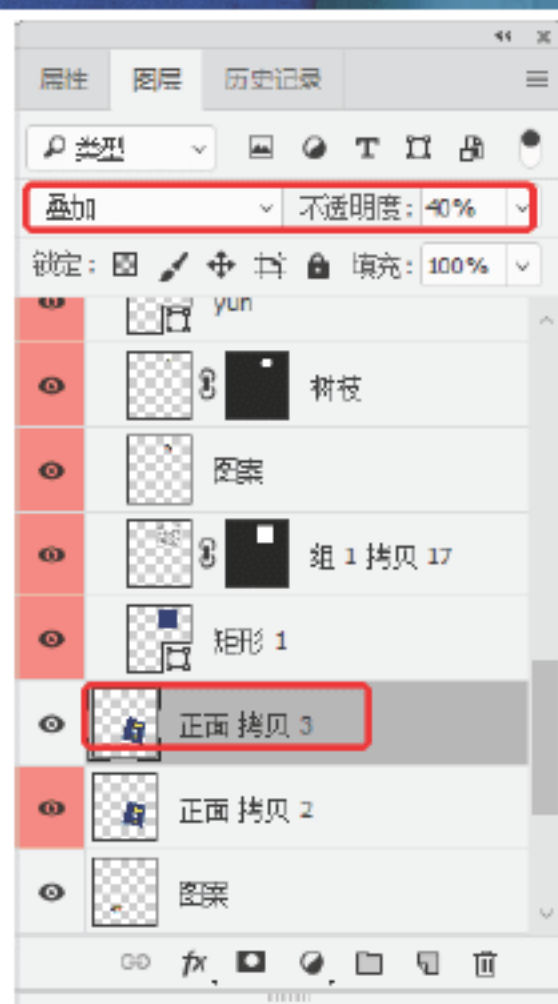 属性 图层 历史记录
类型
叠加 不透明度: 40%
锁定: 填充: 100%
yun
树枝
图案
组 1 拷贝 17
矩形 1
正面 拷贝 3
正面 拷贝 2
图案
fx